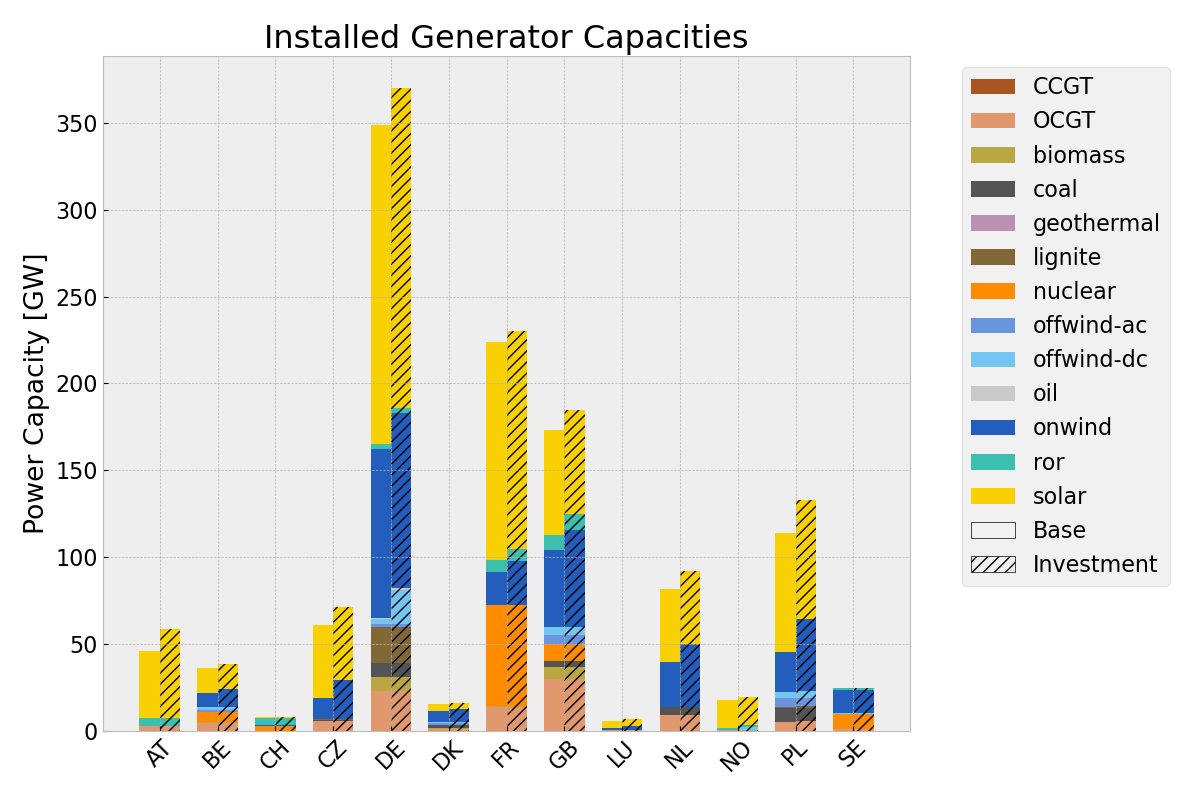 Installed Generator Capacities
Power Capacity [GW]
350
300
250
200
150
100
50
0
AT
BE
CH
CZ
DE
DK
FR
GB
LU
NL
NO
PL
SE
CCGT
OCGT
biomass
coal
geothermal
lignite
nuclear
offwind-ac
offwind-dc
oil
onwind
ror
solar
Base
Investment